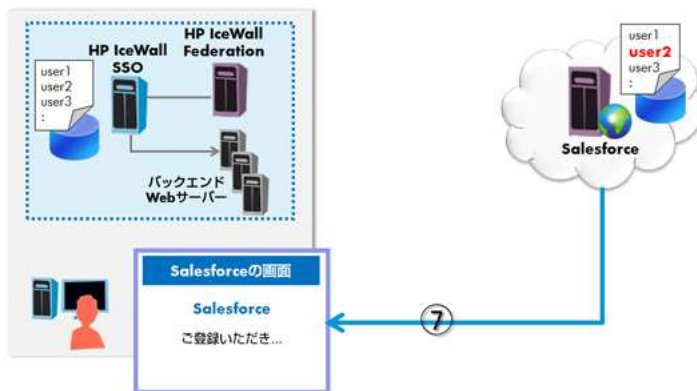 HP IceWall
SSO
HP IceWall
Federation
user1
user2
user3
:
バックエンド
Webサーバー
user1
user2
user3
:
Salesforce
Salesforceの画面
Salesforce
ご登録いただき...
⑦